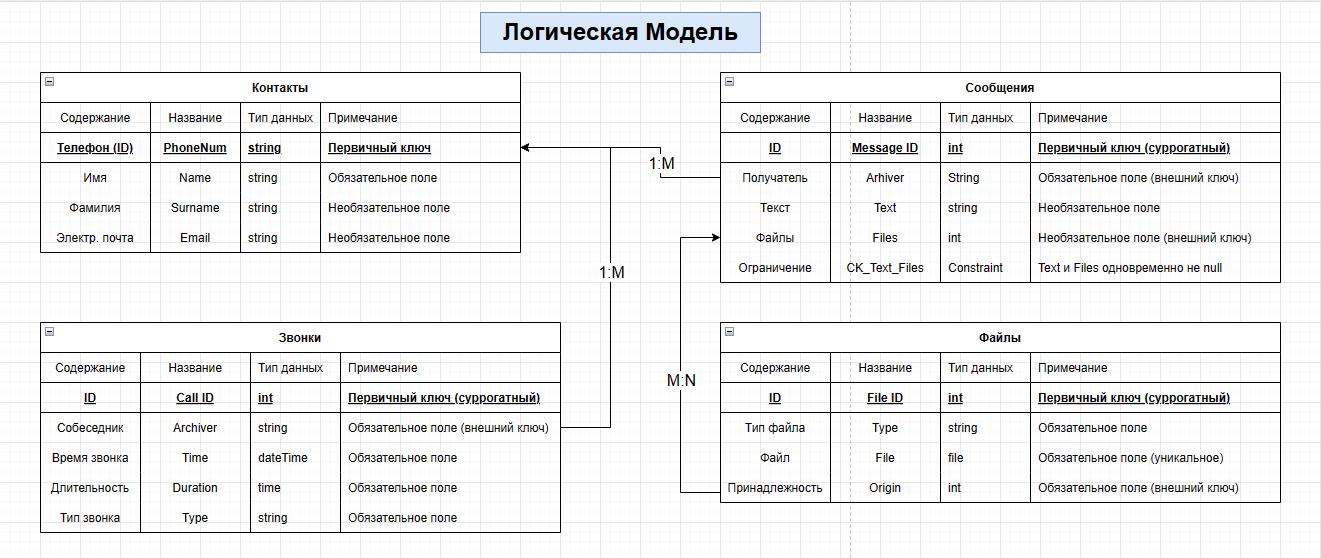 Логическая Модель
Контакты
Содержание Название Тип данных Примечание
Телефон (ID) PhoneNum string Первичный ключ
Имя Name string Обязательное поле
Фамилия Surname string Необязательное поле
Электр. почта Email string Необязательное поле
Сообщения
Содержание Название Тип данных Примечание
ID Message ID int Первичный ключ (суррогатный)
Получатель Arhiver String Обязательное поле (внешний ключ)
Текст Text string Необязательное поле
Файлы Files int Необязательное поле (внешний ключ)
Ограничение CK_Text_Files Constraint Text и Files одновременно не null
1:M
1:M
M:N
Звонки
Содержание Название Тип данных Примечание
ID Call ID int Первичный ключ (суррогатный)
Собеседник Archiver string Обязательное поле (внешний ключ)
Время звонка Time dateTime Обязательное поле
Длительность Duration time Обязательное поле
Тип звонка Type string Обязательное поле
Файлы
Содержание Название Тип данных Примечание
ID File ID int Первичный ключ (суррогатный)
Тип файла Type string Обязательное поле
Файл File file Обязательное поле (уникальное)
Принадлежность Origin int Обязательное поле (внешний ключ)